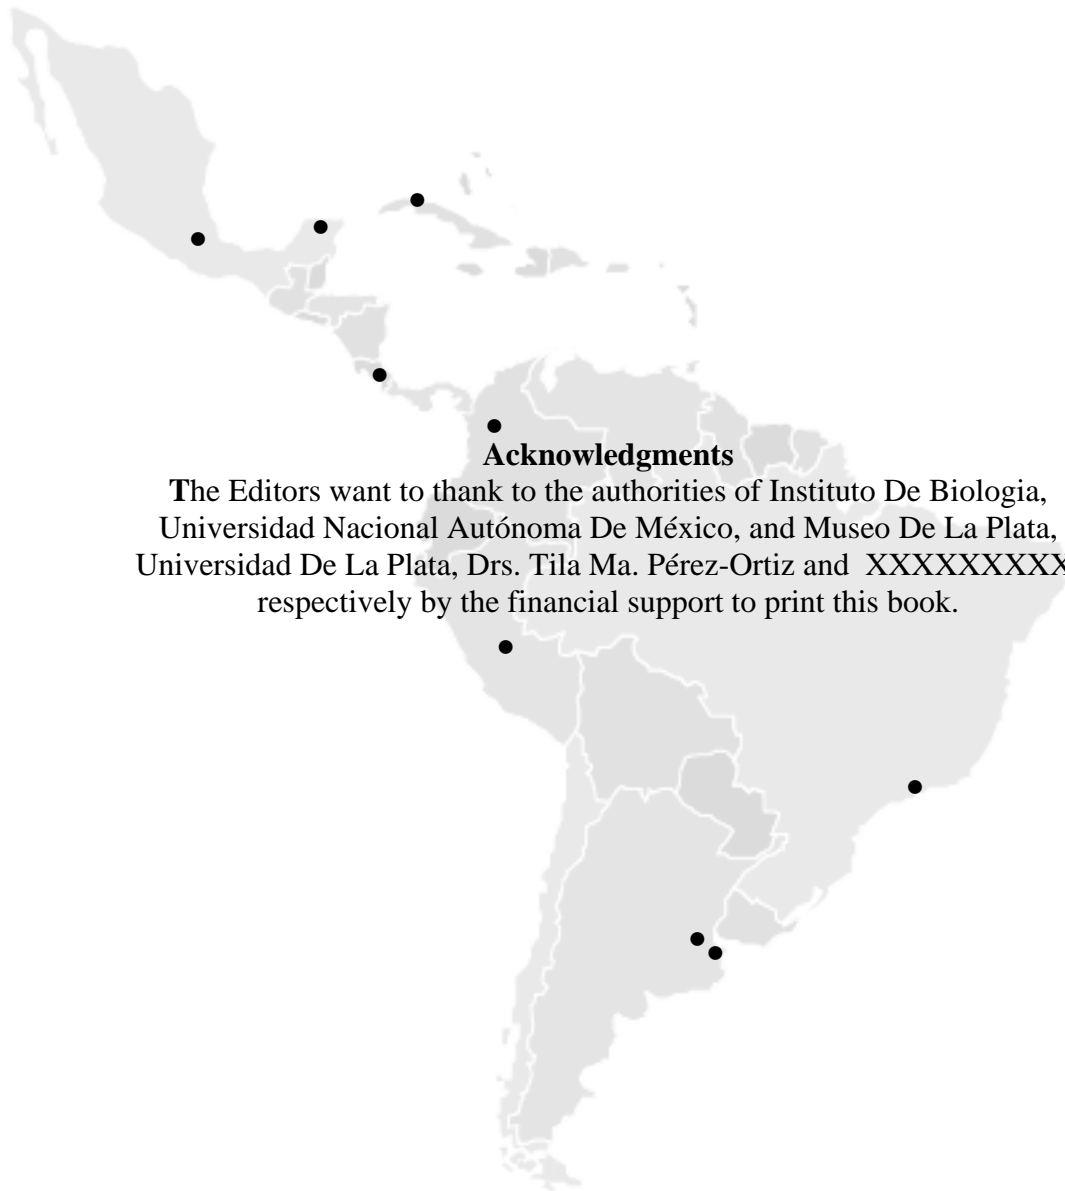 Acknowledgments
The Editors want to thank to the authorities of Instituto De Biologia,
Universidad Nacional Autónoma De México, and Museo De La Plata,
Universidad De La Plata, Drs. Tila Ma. Pérez-Ortiz and XXXXXXXXX
respectively by the financial support to print this book.